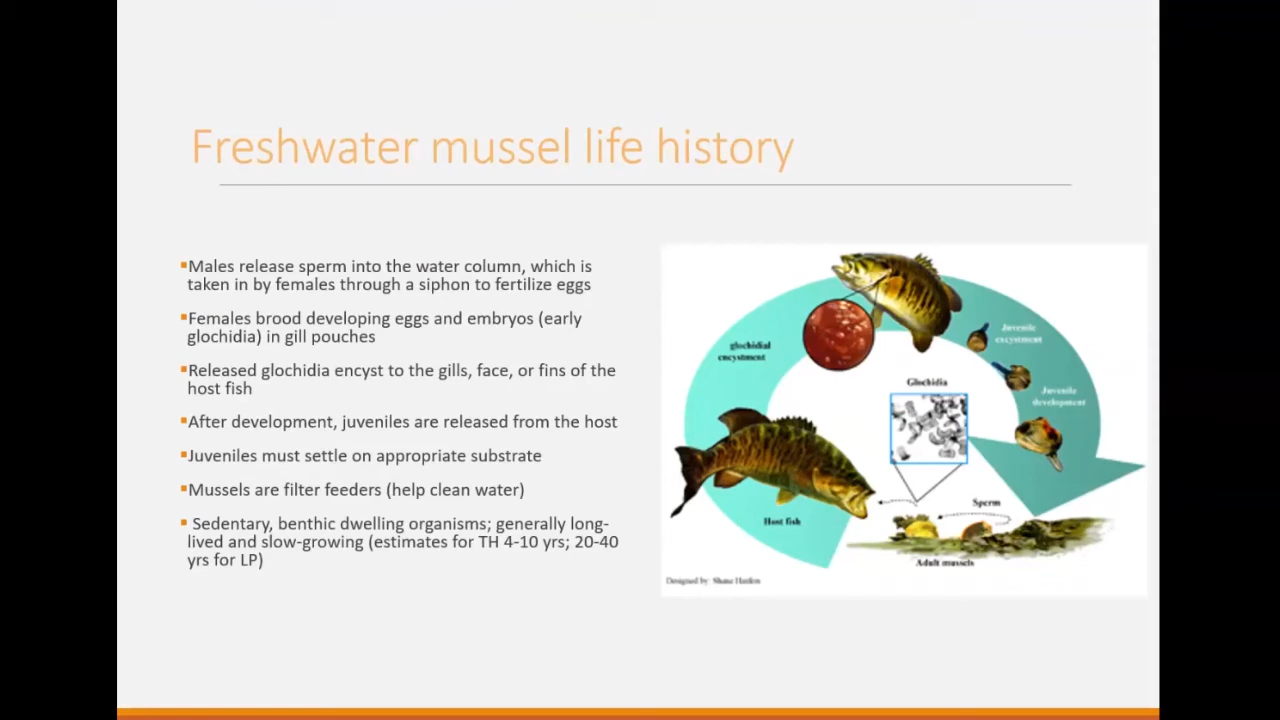 Freshwater mussel life history
▪Males release sperm into the water column, which is
taken in by females through a siphon to fertilize eggs
▪Females brood developing eggs and embryos (early
glochidia) in gill pouches
▪Released glochidia encyst to the gills, face, or fins of the
host fish
▪After development, juveniles are released from the host
▪Juveniles must settle on appropriate substrate
▪Mussels are filter feeders (help clean water)
▪ Sedentary, benthic dwelling organisms; generally long-
lived and slow-growing (estimates for TH 4-10 yrs; 20-40
yrs for LP)
glochidial
encystment
Juvenile
excystment
Glochidia
Juvenile
development
Sperm
Host fish
Adult mussels
Designed by: Shane Hanlon